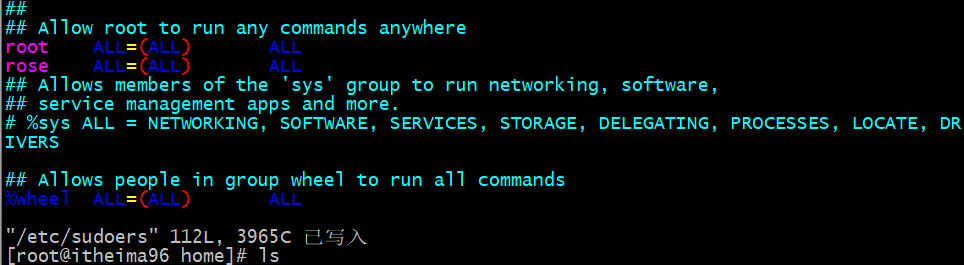 ##
## Allow root to run any commands anywhere
root    ALL=(ALL)       ALL
rose    ALL=(ALL)       ALL
## Allows members of the 'sys' group to run networking, software,
## service management apps and more.
# %sys ALL = NETWORKING, SOFTWARE, SERVICES, STORAGE, DELEGATING, PROCESSES, LOCATE, DR
IVERS
## Allows people in group wheel to run all commands
%wheel  ALL=(ALL)       ALL
"/etc/sudoers" 112L, 3965C 已写入
[root@itheima96 home]# ls